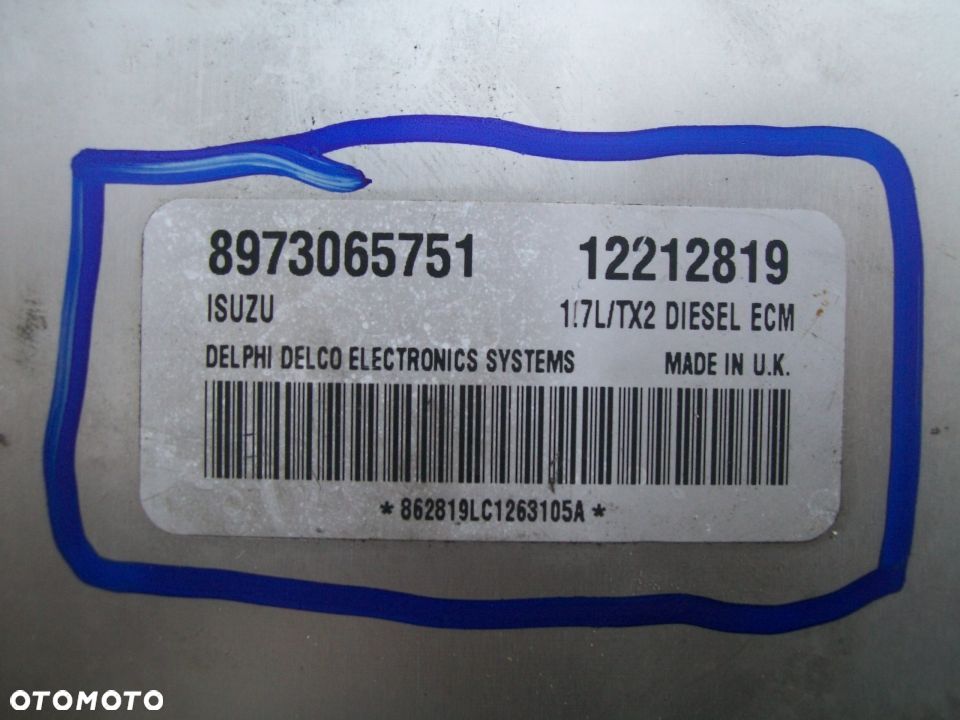 8973065751 12212819
ISUZU 1.7L/TX2 DIESEL ECM
DELPHI DELCO ELECTRONICS SYSTEMS MADE IN U.K.
*862819LC1263105A*
OTOMOTO